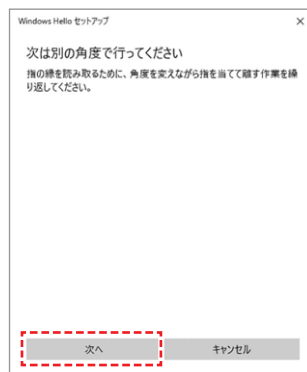 Windows Hello セットアップ
次は別の角度で行ってください
指の縁を読み取るために、角度を変えながら指を当てて離す作業を繰
り返してください。
次へ
キャンセル